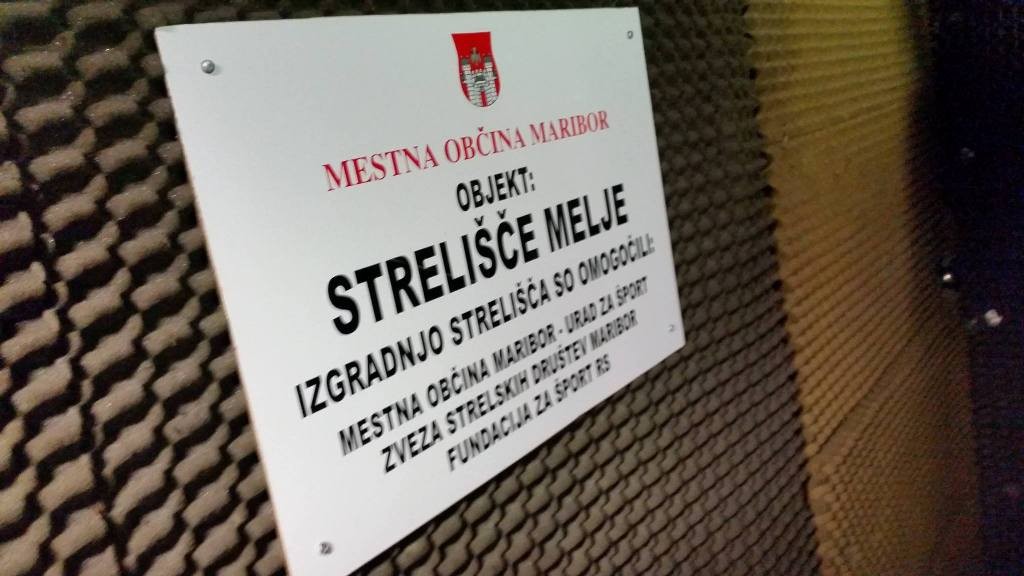 MESTNA OBČINA MARIBOR
OBJEKT:
STRELIŠČE MELJE
IZGRADNJO STRELIŠČA SO OMOGOČILI:
MESTNA OBČINA MARIBOR - URAD ZA ŠPORT
ZVEZA STRELSKIH DRUŠTEV MARIBOR
FUNDACIJA ZA ŠPORT RS